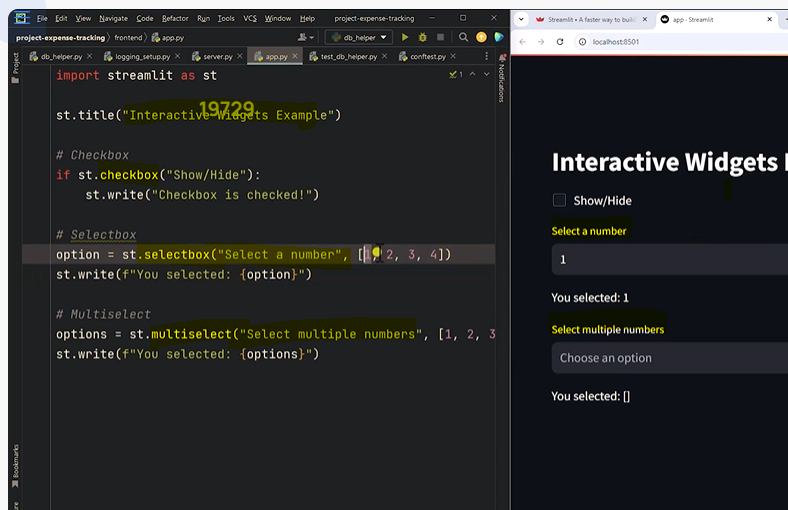 File Edit View Navigate Code Refactor Run Tools VCS Window Help project-expense-tracking
project-expense-tracking frontend app.py db_helper
db_helper.py logging_setup.py server.py app.py test_db_helper.py conftest.py
Project
Notifications
Bookmarks
import streamlit as st
19729
st.title("Interactive Widgets Example")
# Checkbox
if st.checkbox("Show/Hide"):
st.write("Checkbox is checked!")
# Selectbox
option = st.selectbox("Select a number", [1, 2, 3, 4])
st.write(f"You selected: {option}")
# Multiselect
options = st.multiselect("Select multiple numbers", [1, 2, 3
st.write(f"You selected: {options}")
1
Streamlit • A faster way to build
app · Streamlit
localhost:8501
Interactive Widgets
Show/Hide
Select a number
1
You selected: 1
Select multiple numbers
Choose an option
You selected: []